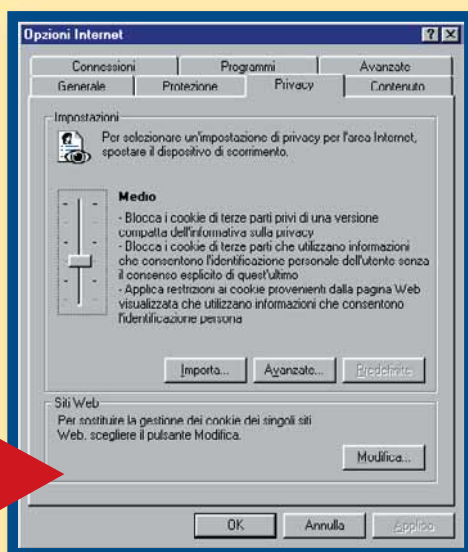 Opzioni Internet
Connessioni Programmi Avanzate
Generale Protezione Privacy Contenuto
Impostazioni
Per selezionare un'impostazione di privacy per l'area Internet,
spostare il dispositivo di scorrimento.
Medio
- Blocca i cookie di terze parti privi di una versione
compatta dell'informativa sulla privacy
- Blocca i cookie di terze parti che utilizzano informazioni
che consentono l'identificazione personale dell'utente senza
il consenso esplicito di quest'ultimo
- Applica restrizioni ai cookie provenienti dalla pagina Web
visualizzata che utilizzano informazioni che consentono
l'identificazione persona
Importa... Avanzate... Predefinite
Siti Web
Per sostituire la gestione dei cookie dei singoli siti
Web, scegliere il pulsante Modifica.
Modifica...
OK Annulla Applica